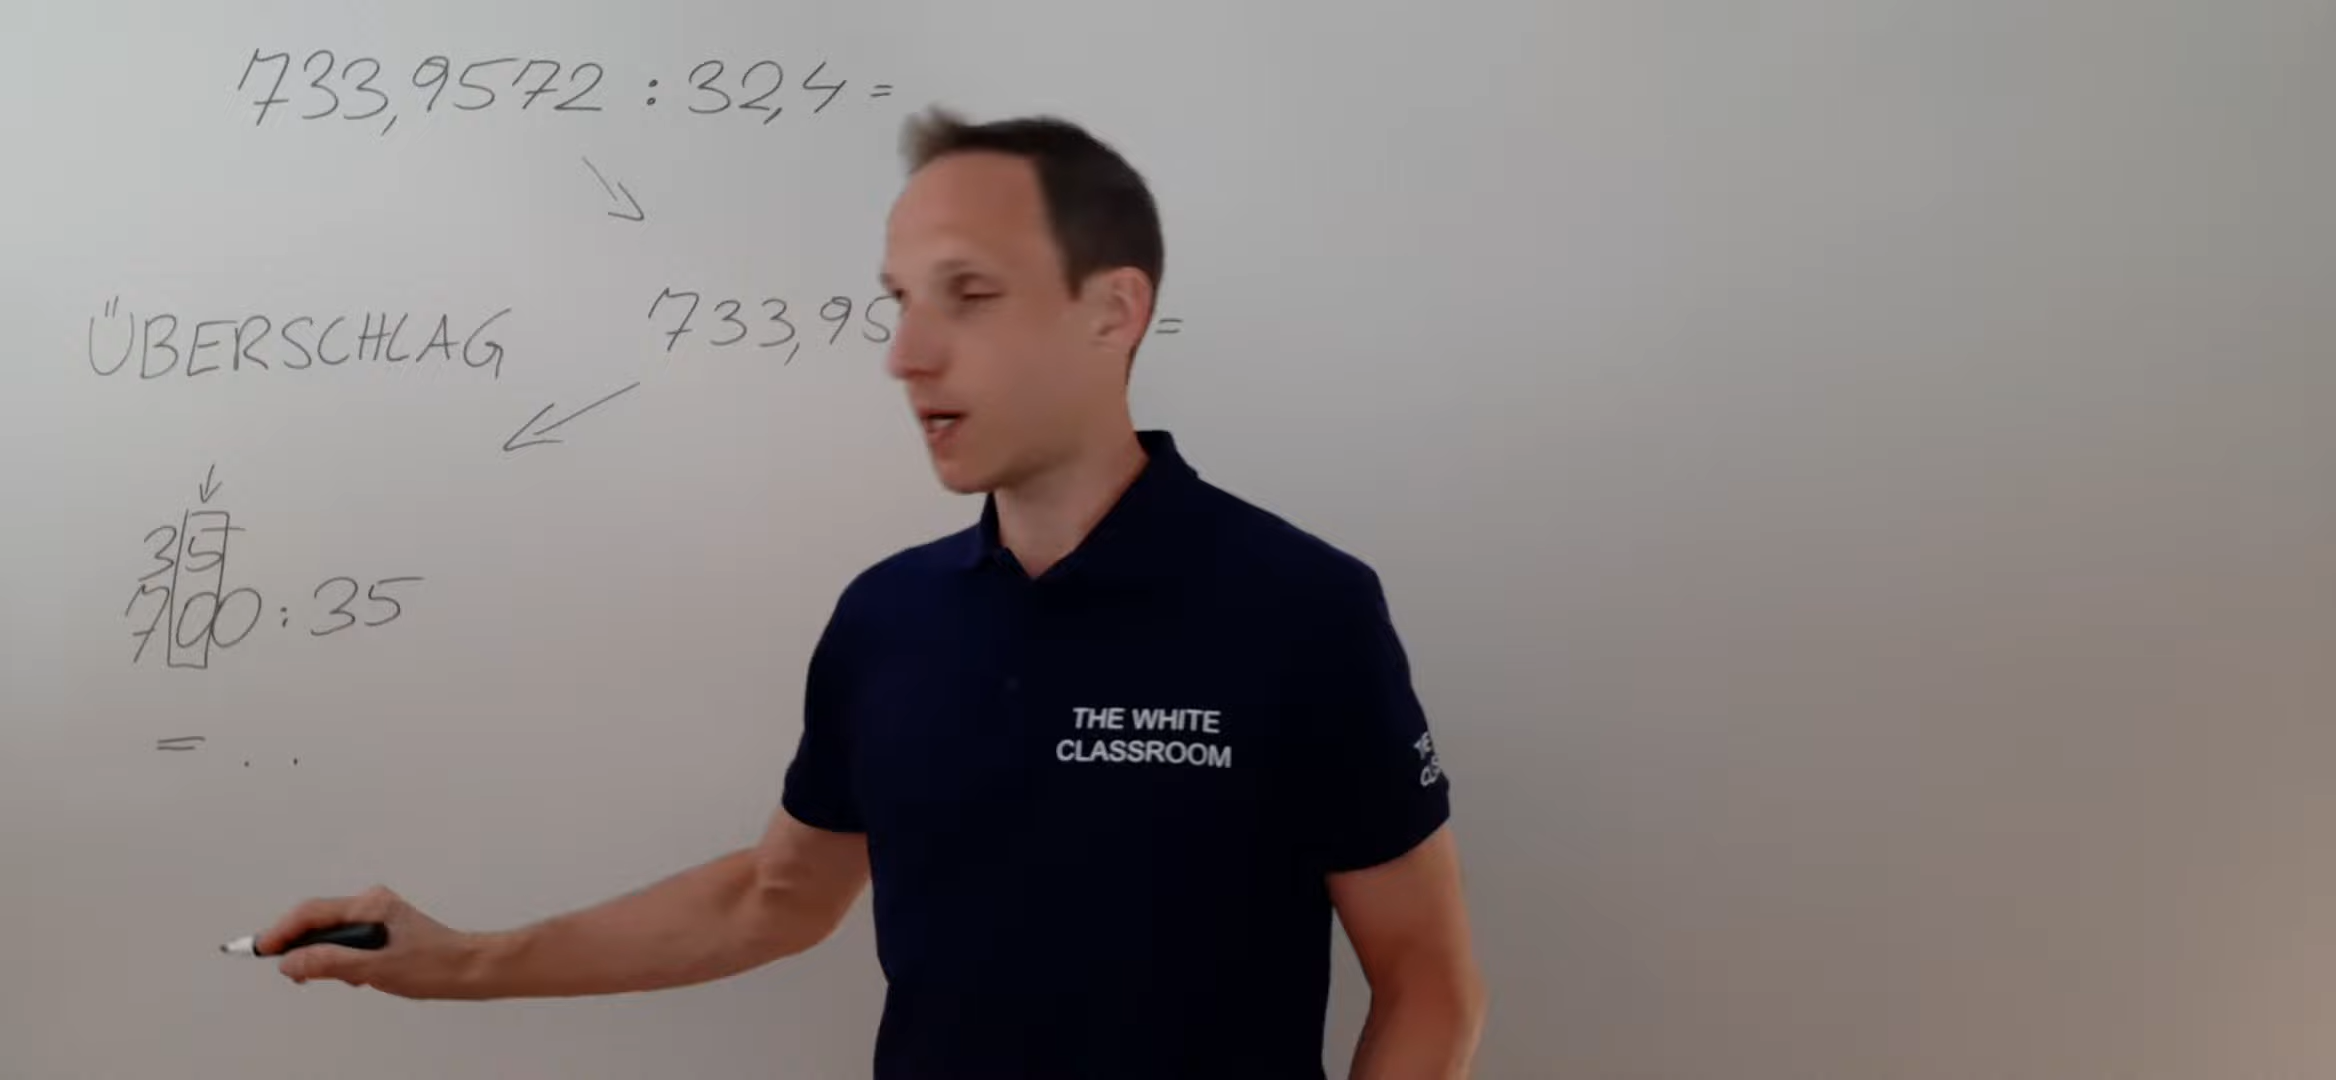 733,9572 : 32,4 =
ÜBERSCHLAG
733,95 =
35
700 : 35
= . .
THE WHITE
CLASSROOM